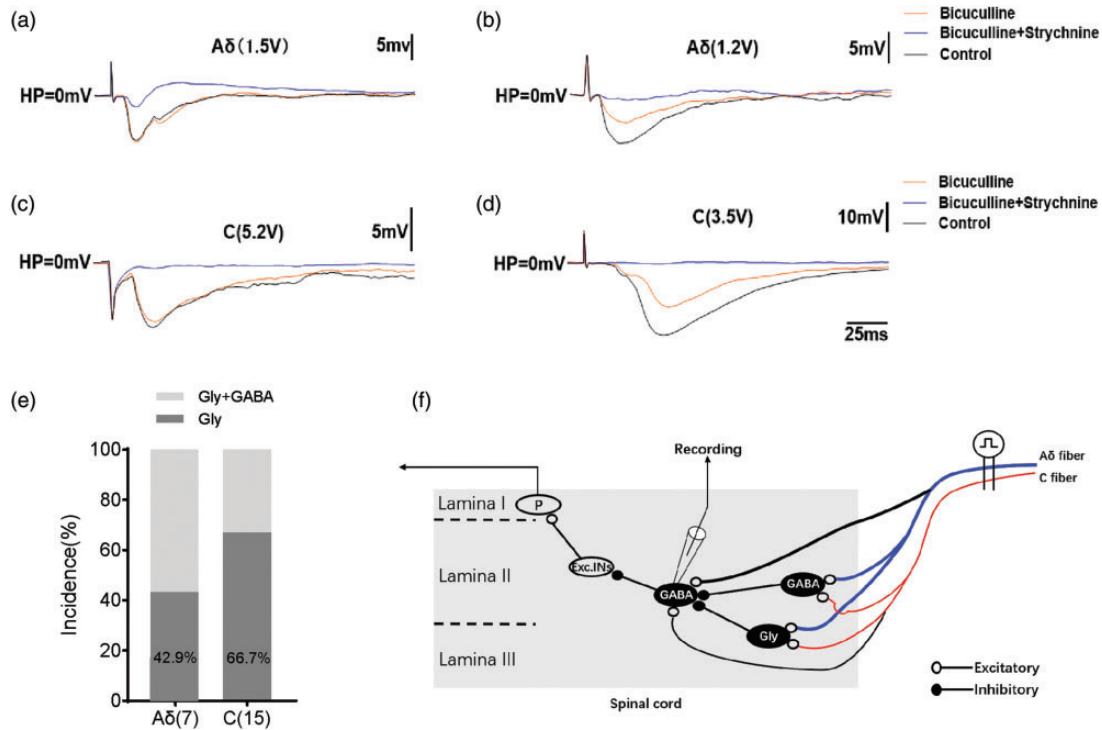 (a)
Aδ(1.5V)
5mv
HP=0mV
(b)
Aδ(1.2V)
5mV
HP=0mV
Bicuculline
Bicuculline+Strychnine
Control
(c)
C(5.2V)
5mV
HP=0mV
(d)
C(3.5V)
10mV
HP=0mV
25ms
Bicuculline
Bicuculline+Strychnine
Control
(e)
Gly+GABA
Gly
Incidence(%)
100
80
60
40
20
0
42.9%
66.7%
Aδ(7)
C(15)
(f)
Recording
Aδ fiber
C fiber
Lamina I
P
Lamina II
Exc.INs
GABA
GABA
Gly
Lamina III
Spinal cord
Excitatory
Inhibitory